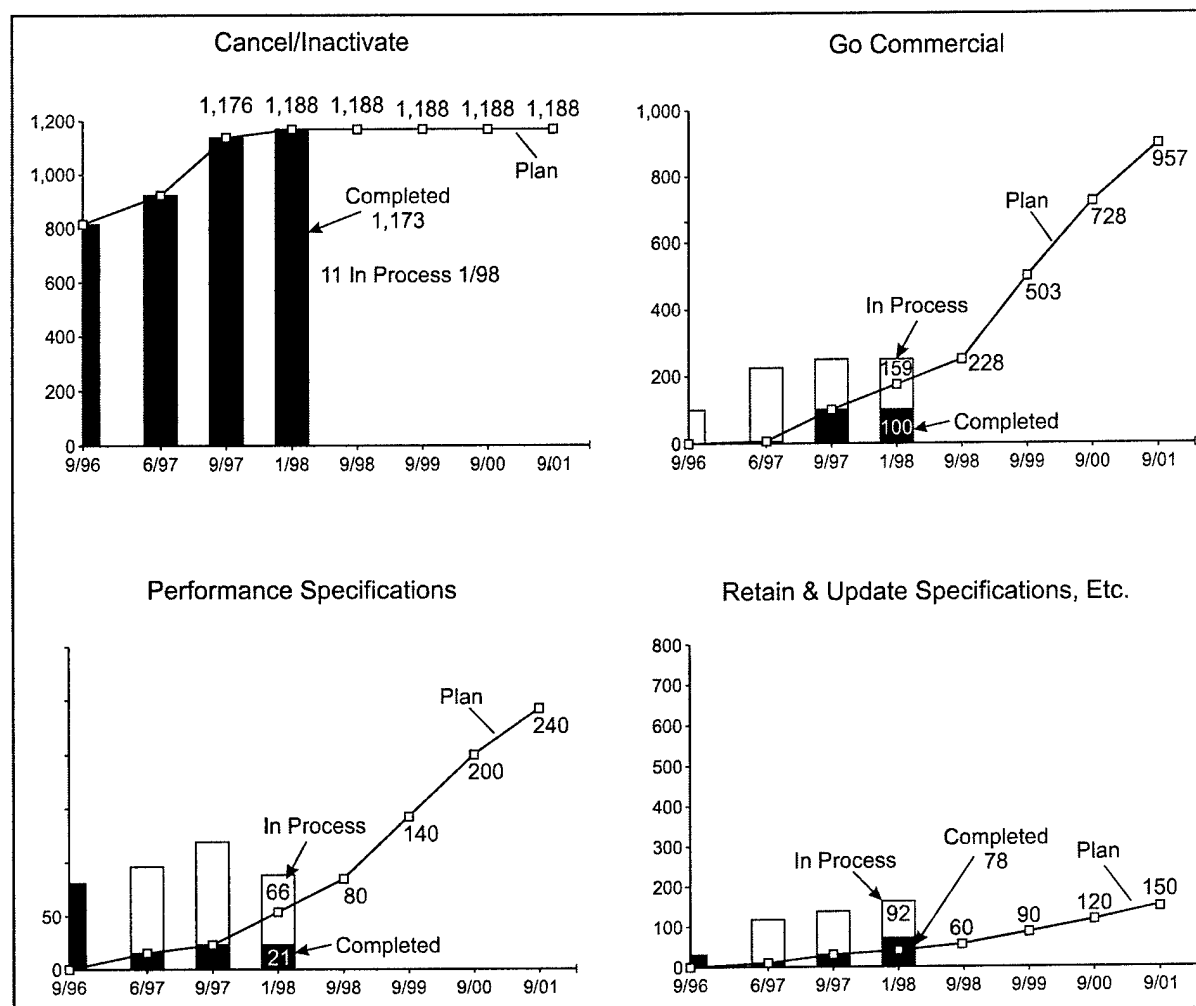 Cancel/Inactivate
1,176 1,188 1,188 1,188 1,188 1,188
1,200
1,000
800
600
400
200
0
Plan
Completed
1,173
11 In Process 1/98
9/96 6/97 9/97 1/98 9/98 9/99 9/00 9/01
Go Commercial
1,000
800
600
400
200
0
957
Plan
728
503
In Process
159
228
100
Completed
9/96 6/97 9/97 1/98 9/98 9/99 9/00 9/01
Performance Specifications
50
0
Plan
240
200
140
In Process
66
80
Completed
21
9/96 6/97 9/97 1/98 9/98 9/99 9/00 9/01
Retain & Update Specifications, Etc.
800
700
600
500
400
300
200
100
0
Completed
78
In Process
92
Plan
60 90 120 150
9/96 6/97 9/97 1/98 9/98 9/99 9/00 9/01